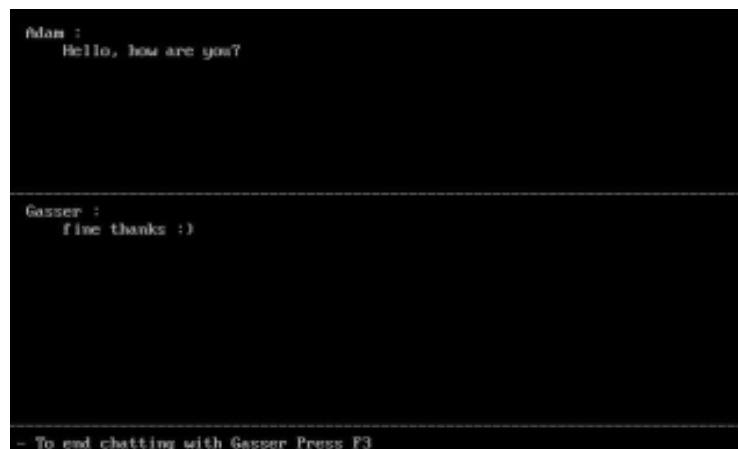 Adam :
Hello, how are you?
Gasser :
fine thanks :)
- To end chatting with Gasser Press F3